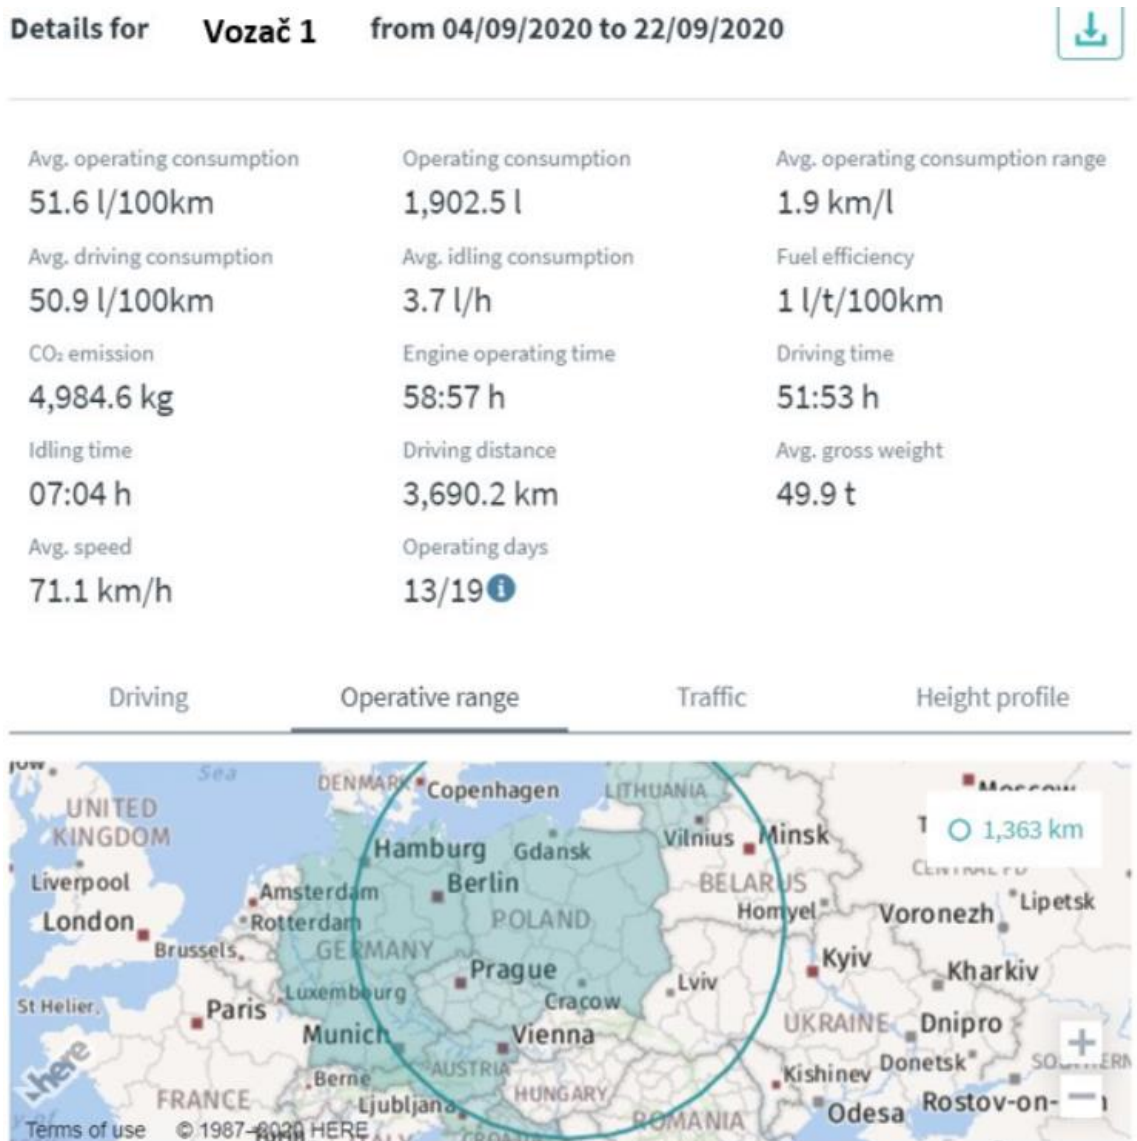 Details for Vozač 1 from 04/09/2020 to 22/09/2020
Avg. operating consumption Operating consumption Avg. operating consumption range
51.6 l/100km 1,902.5 l 1.9 km/l
Avg. driving consumption Avg. idling consumption Fuel efficiency
50.9 l/100km 3.7 l/h 1 l/t/100km
CO₂ emission Engine operating time Driving time
4,984.6 kg 58:57 h 51:53 h
Idling time Driving distance Avg. gross weight
07:04 h 3,690.2 km 49.9 t
Avg. speed Operating days
71.1 km/h 13/19 i
Driving Operative range Traffic Height profile
Sea
DENMARK Copenhagen LITHUANIA Moscow
UNITED
KINGDOM
Vilnius Minsk 1,363 km
Hamburg Gdansk
Liverpool Amsterdam Berlin BELARUS Lipetsk
London Rotterdam POLAND Homyel Voronezh
Brussels GERMANY Kyiv
Prague Lviv Kharkiv
St Helier Paris Luxembourg Cracow
Munich Vienna UKRAINE Dnipro
here AUSTRIA Donetsk
Berne HUNGARY Kishinev
FRANCE Ljubljana ROMANIA Odesa Rostov-on-
Terms of use © 1987–2020 HERE